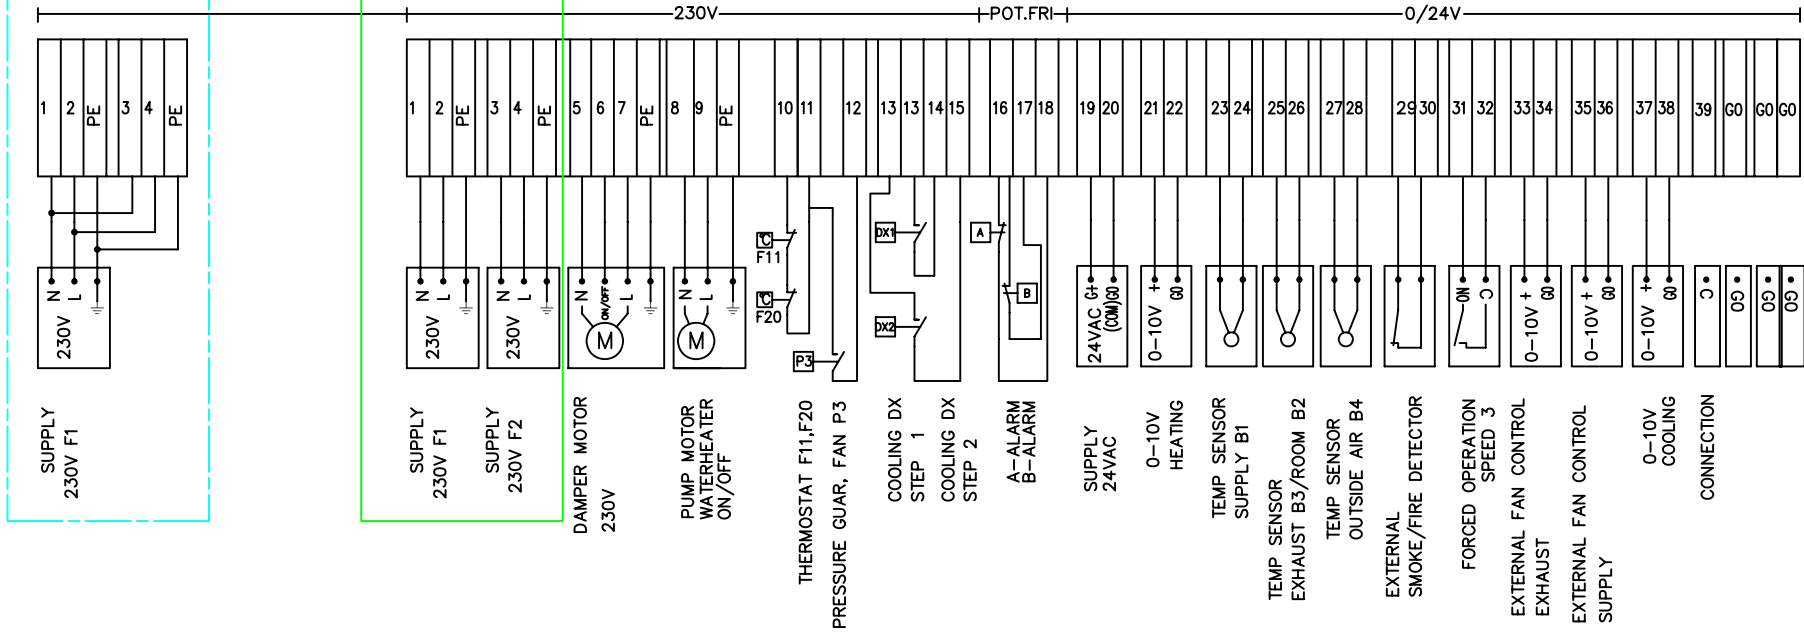 230V POT.FRI 0/24V
1 2 PE 3 4 PE
1 2 PE 3 4 PE 5 6 7 PE 8 9 PE 10 11 12 13 13 14 15 16 17 18 19 20 21 22 23 24 25 26 27 28 29 30 31 32 33 34 35 36 37 38 39 G0 G0 G0
°C
F11
°C
F20
P3
DX1
DX2
A
B
N L
230V
N L
230V
N L
230V
N ON/OFF L
M
N L
M
24VAC G+
(COM)G0
0-10V +
G0
NO C
0-10V +
G0
0-10V +
G0
0-10V +
G0
C
G0
G0
G0
SUPPLY
230V F1
SUPPLY
230V F1
SUPPLY
230V F2
DAMPER MOTOR
230V
PUMP MOTOR
WATERHEATER
ON/OFF
THERMOSTAT F11,F20
PRESSURE GUAR, FAN P3
COOLING DX
STEP 1
COOLING DX
STEP 2
A-ALARM
B-ALARM
SUPPLY
24VAC
0-10V
HEATING
TEMP SENSOR
SUPPLY B1
TEMP SENSOR
EXHAUST B3/ROOM B2
TEMP SENSOR
OUTSIDE AIR B4
EXTERNAL
SMOKE/FIRE DETECTOR
FORCED OPERATION
SPEED 3
EXTERNAL FAN CONTROL
EXHAUST
EXTERNAL FAN CONTROL
SUPPLY
0-10V
COOLING
CONNECTION